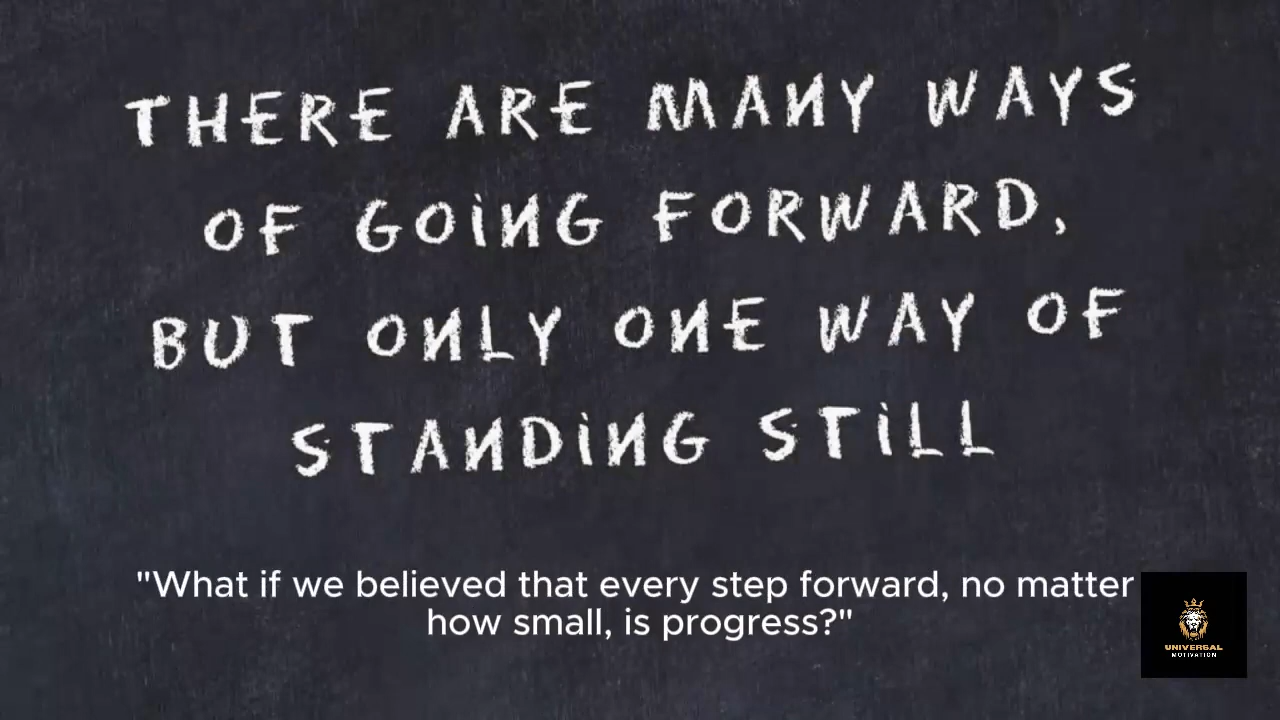 THERE ARE MANY WAYS
OF GOING FORWARD,
BUT ONLY ONE WAY OF
STANDING STILL
"What if we believed that every step forward, no matter
how small, is progress?"
UNIVERSAL
MOTIVATION